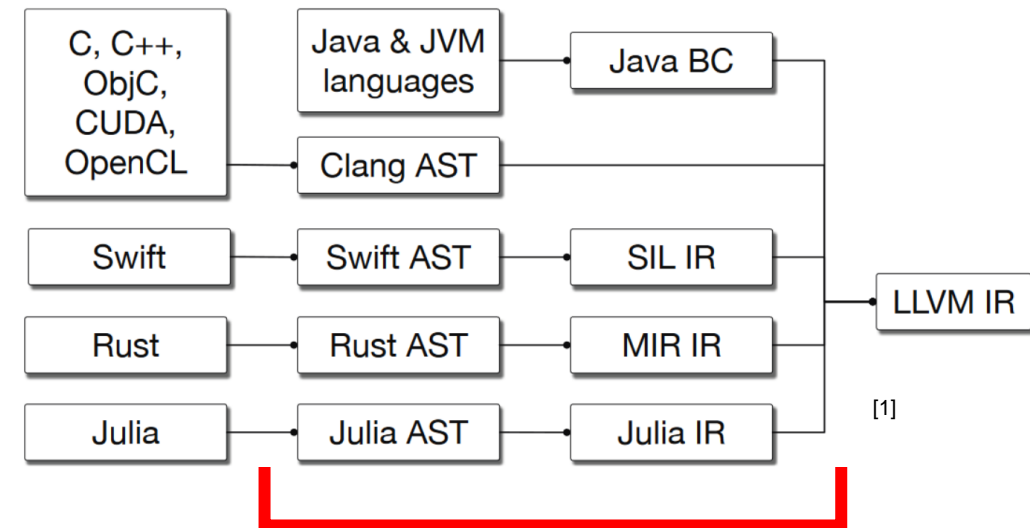 C, C++,
ObjC,
CUDA,
OpenCL
Java & JVM
languages
Java BC
Clang AST
Swift
Swift AST
SIL IR
LLVM IR
Rust
Rust AST
MIR IR
[1]
Julia
Julia AST
Julia IR